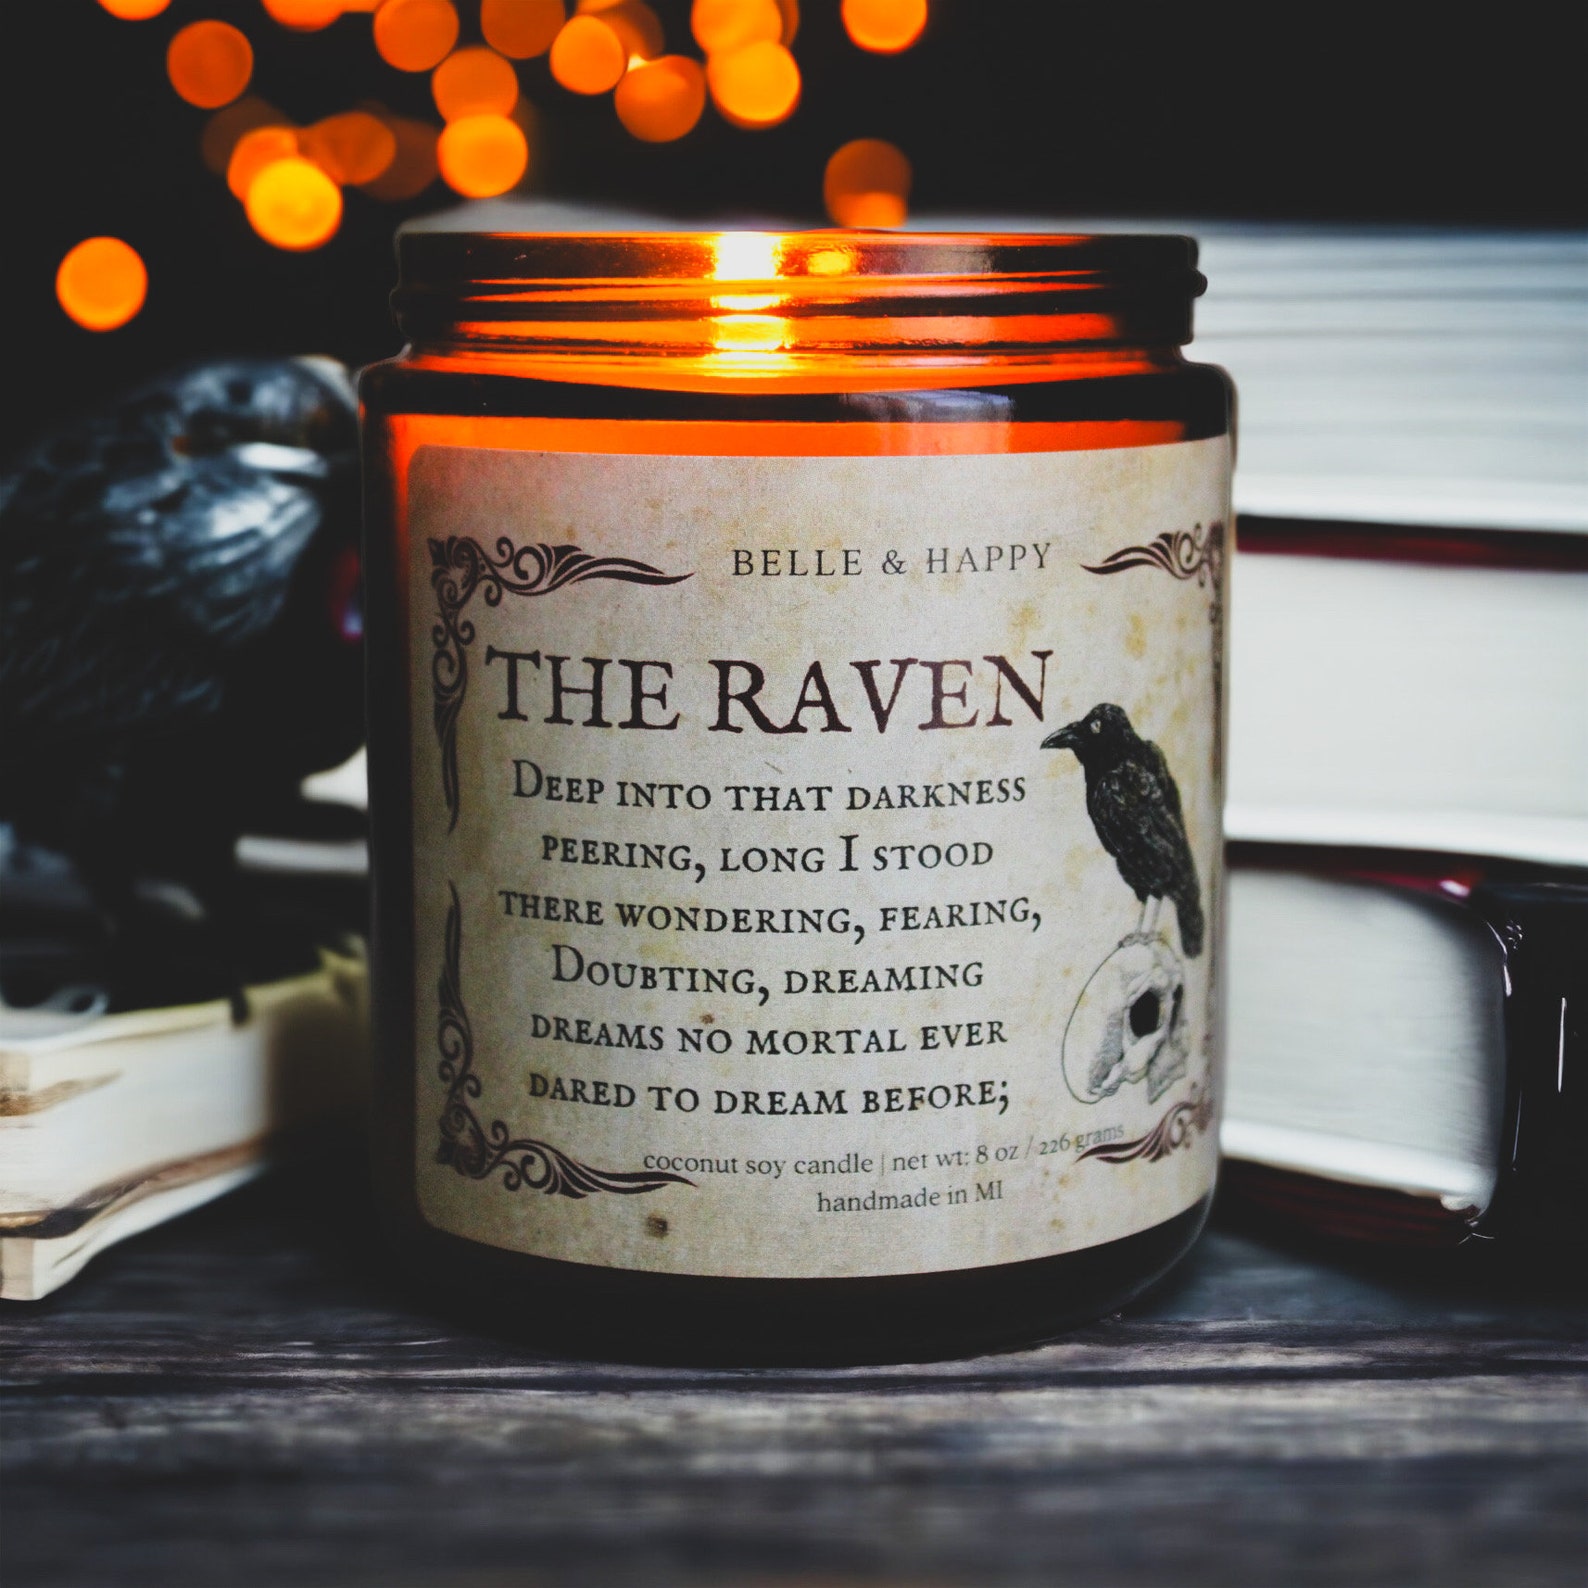 BELLE & HAPPY
THE RAVEN
Deep into that darkness
peering, long I stood
there wondering, fearing,
Doubting, dreaming
dreams no mortal ever
dared to dream before;
coconut soy candle | net wt: 8 oz / 226 grams
handmade in MI